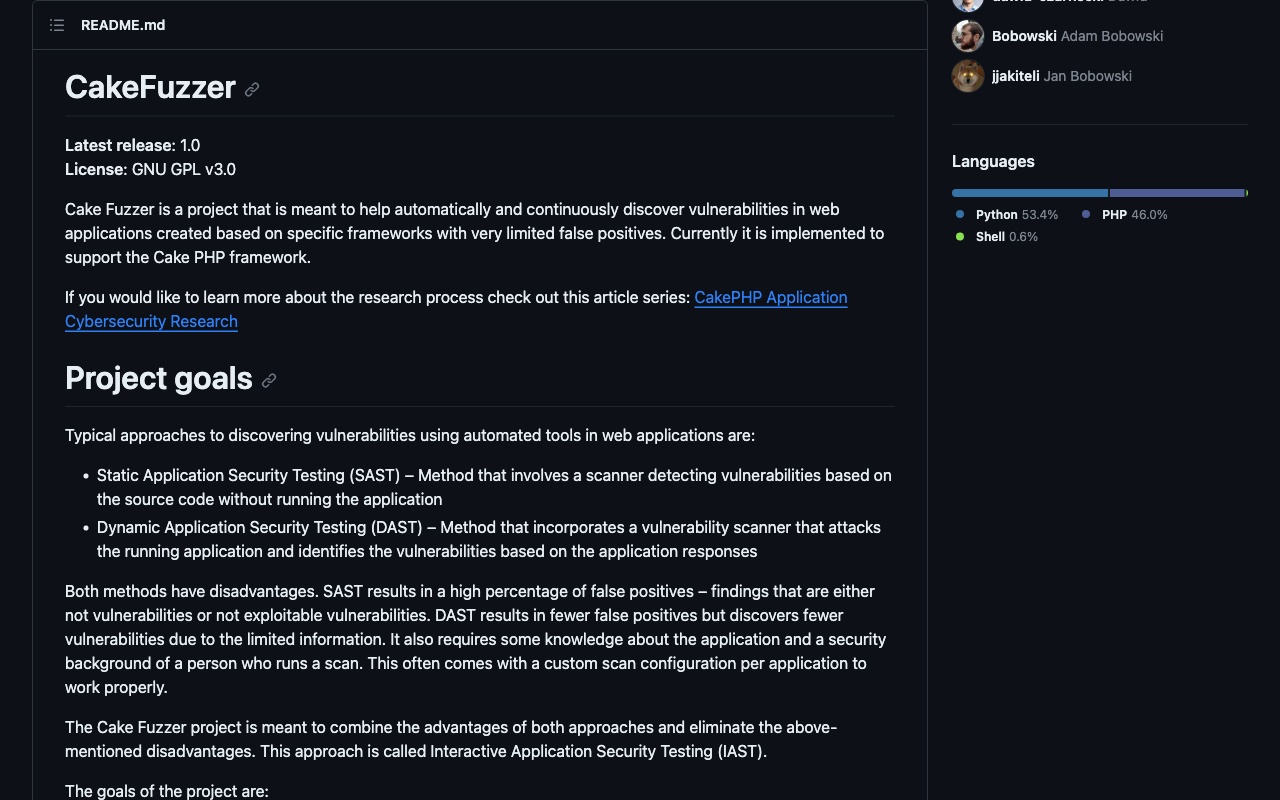 README.md
CakeFuzzer
Latest release: 1.0
License: GNU GPL v3.0
Cake Fuzzer is a project that is meant to help automatically and continuously discover vulnerabilities in web
applications created based on specific frameworks with very limited false positives. Currently it is implemented to
support the Cake PHP framework.
If you would like to learn more about the research process check out this article series: CakePHP Application
Cybersecurity Research
Project goals
Typical approaches to discovering vulnerabilities using automated tools in web applications are:
• Static Application Security Testing (SAST) – Method that involves a scanner detecting vulnerabilities based on
the source code without running the application
• Dynamic Application Security Testing (DAST) – Method that incorporates a vulnerability scanner that attacks
the running application and identifies the vulnerabilities based on the application responses
Both methods have disadvantages. SAST results in a high percentage of false positives – findings that are either
not vulnerabilities or not exploitable vulnerabilities. DAST results in fewer false positives but discovers fewer
vulnerabilities due to the limited information. It also requires some knowledge about the application and a security
background of a person who runs a scan. This often comes with a custom scan configuration per application to
work properly.
The Cake Fuzzer project is meant to combine the advantages of both approaches and eliminate the above-
mentioned disadvantages. This approach is called Interactive Application Security Testing (IAST).
The goals of the project are:
Bobowski Adam Bobowski
jjakiteli Jan Bobowski
Languages
Python 53.4% PHP 46.0%
Shell 0.6%